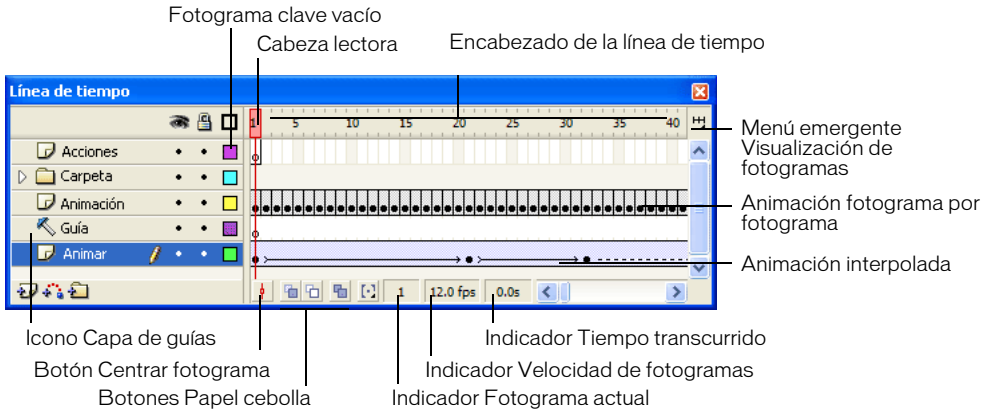 Fotograma clave vacío
Cabeza lectora
Encabezado de la línea de tiempo
Línea de tiempo
1 5 10 15 20 25 30 35 40
Menú emergente
Visualización de
fotogramas
Acciones
Carpeta
Animación
Animación fotograma por
fotograma
Guía
Animar
Animación interpolada
1 12.0 fps 0.0s
Icono Capa de guías
Indicador Tiempo transcurrido
Botón Centrar fotograma
Indicador Velocidad de fotogramas
Botones Papel cebolla
Indicador Fotograma actual